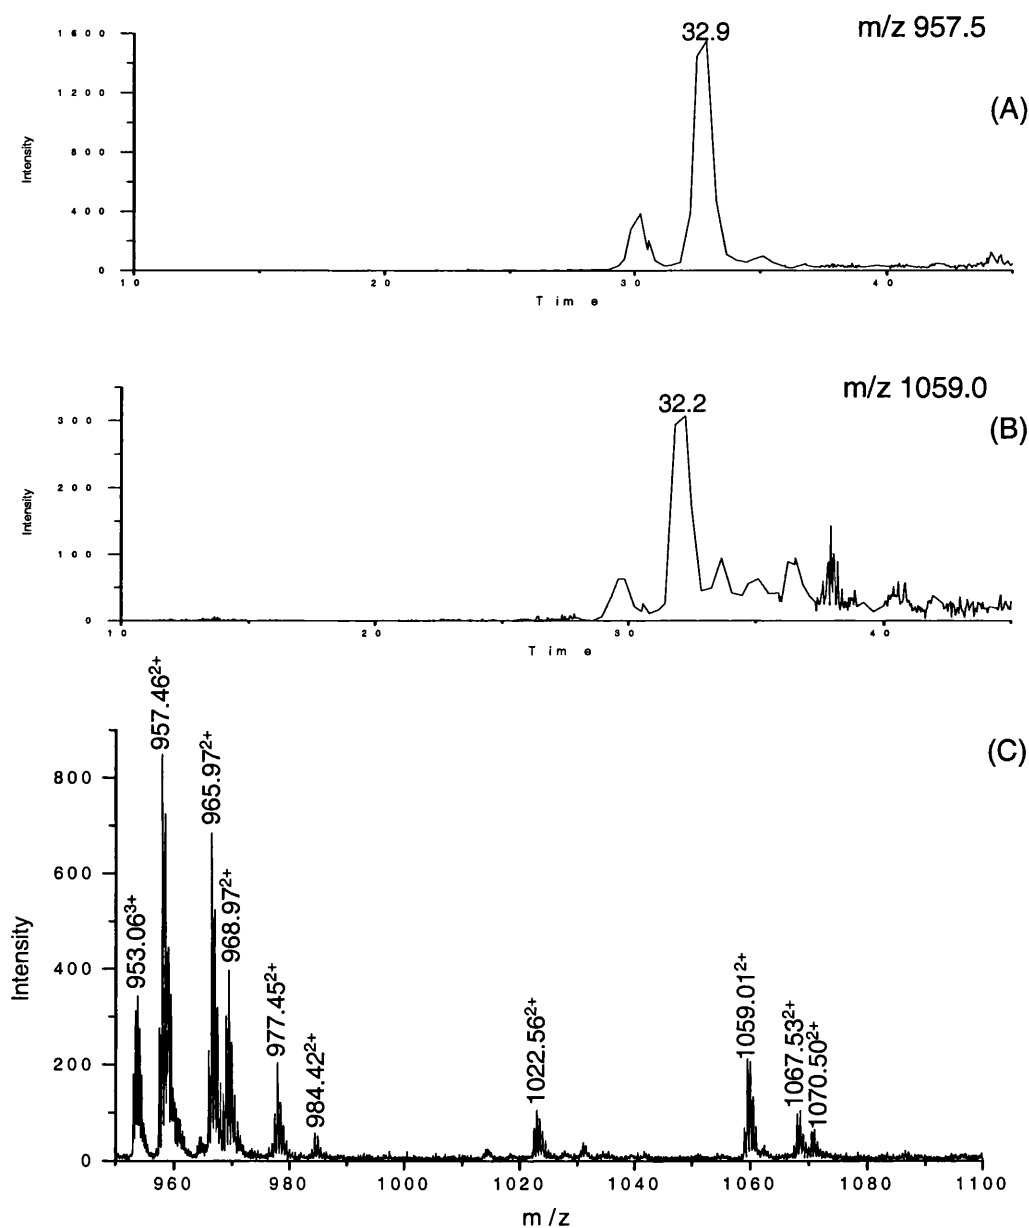 m/z 957.5
32.9
(A)
1600
1200
800
400
0
Intensity
10 20 30 40
Time
m/z 1059.0
32.2
(B)
300
200
100
0
Intensity
10 20 30 40
Time
(C)
957.46²⁺
965.97²⁺
968.97²⁺
953.06³⁺
977.45²⁺
984.42²⁺
1022.56²⁺
1059.01²⁺
1067.53²⁺
1070.50²⁺
800
600
400
200
0
Intensity
960 980 1000 1020 1040 1060 1080 1100
m/z